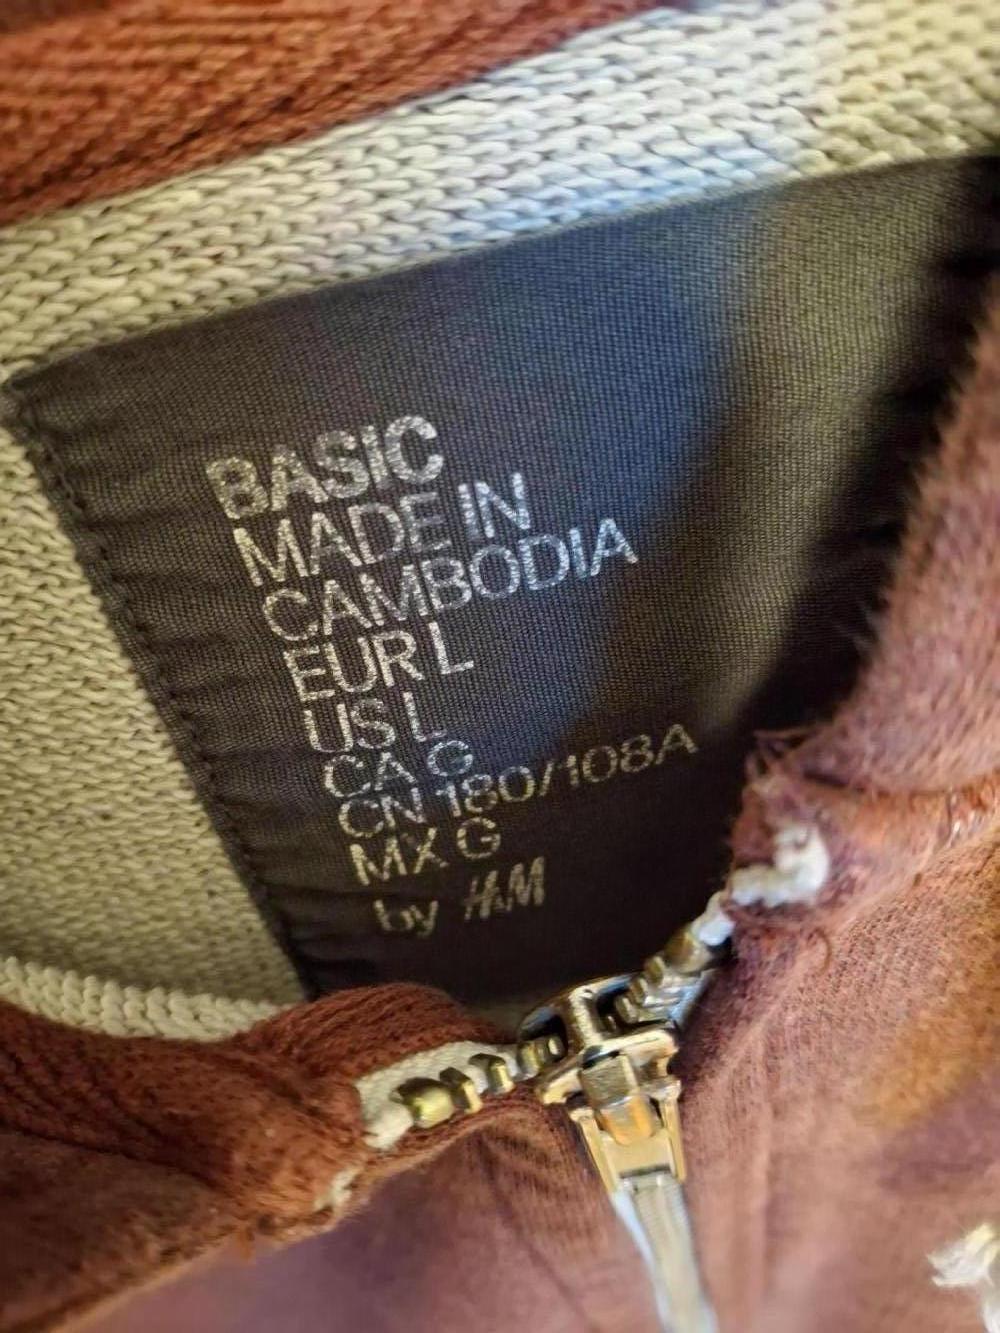 BASIC
MADE IN
CAMBODIA
EUR L
US L
CA G
CN 180/108A
MX G
by H&M